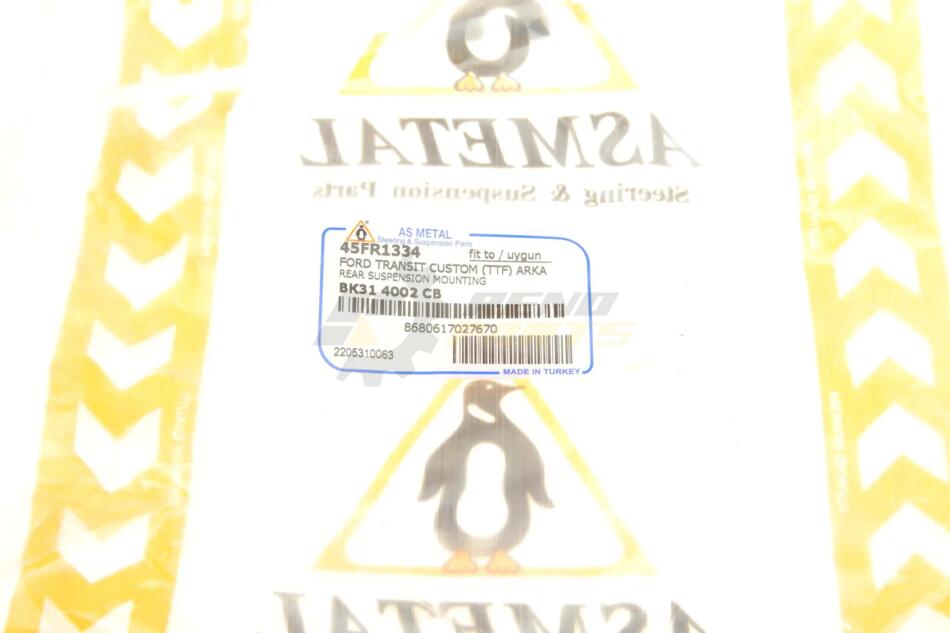 ASMETAL
Steering & Suspension Parts
AS METAL
Steering & Suspension Parts
45FR1334 fit to / uygun
FORD TRANSIT CUSTOM (TTF) ARKA
REAR SUSPENSION MOUNTING
BK31 4002 CB
8680617027670
2205310063
MADE IN TURKEY
ASMETAL